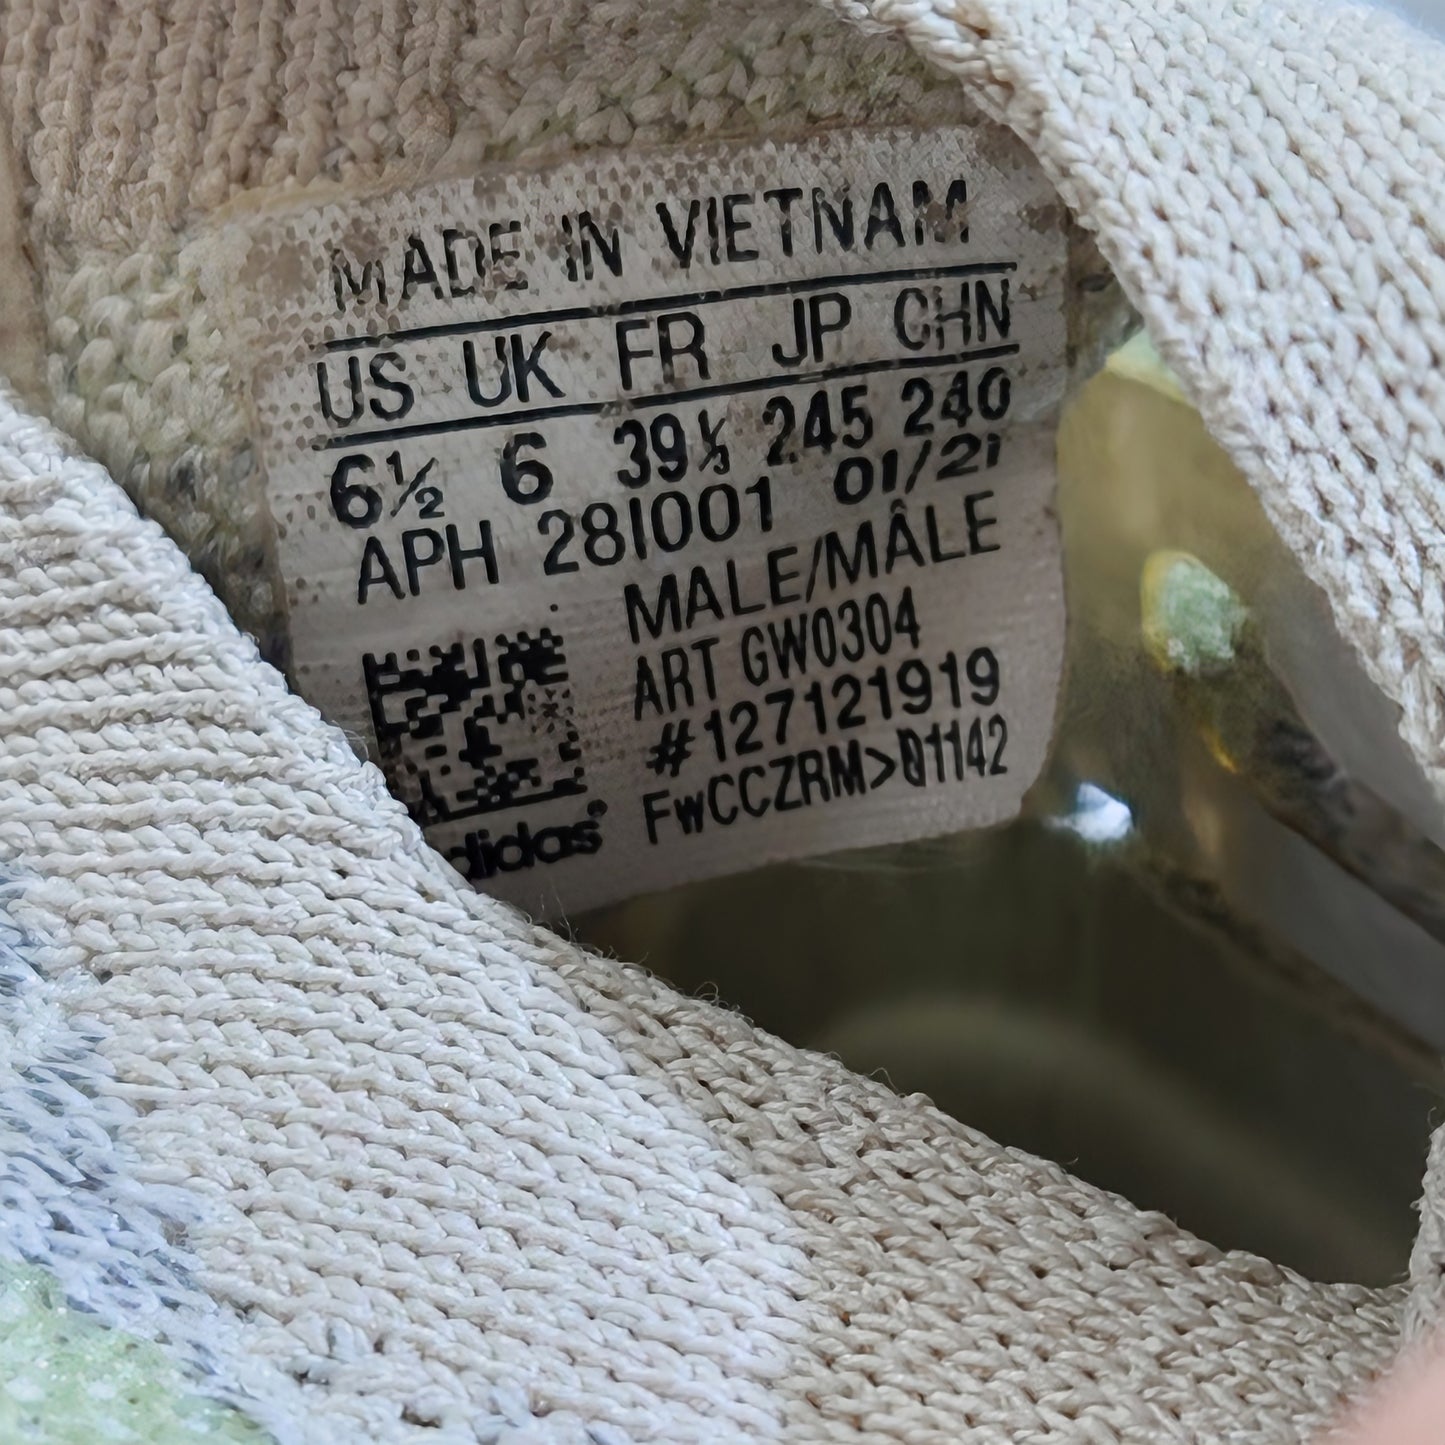 MADE IN VIETNAM
US UK FR JP CHN
6½ 6 39⅓ 245 240
APH 281001 01/21
MALE/MÂLE
ART GW0304
#127121919
FwCCZRM>01142
adidas®